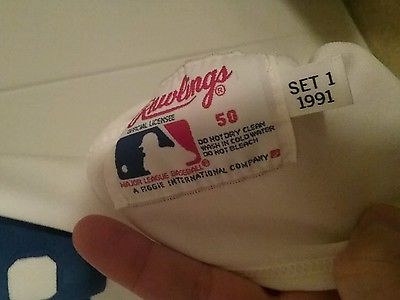 Rawlings®
OFFICIAL LICENSEE
50
DO NOT DRY CLEAN
WASH IN COLD WATER
DO NOT BLEACH
MAJOR LEAGUE BASEBALL®
A FIGGIE INTERNATIONAL COMPANY
SET 1
1991